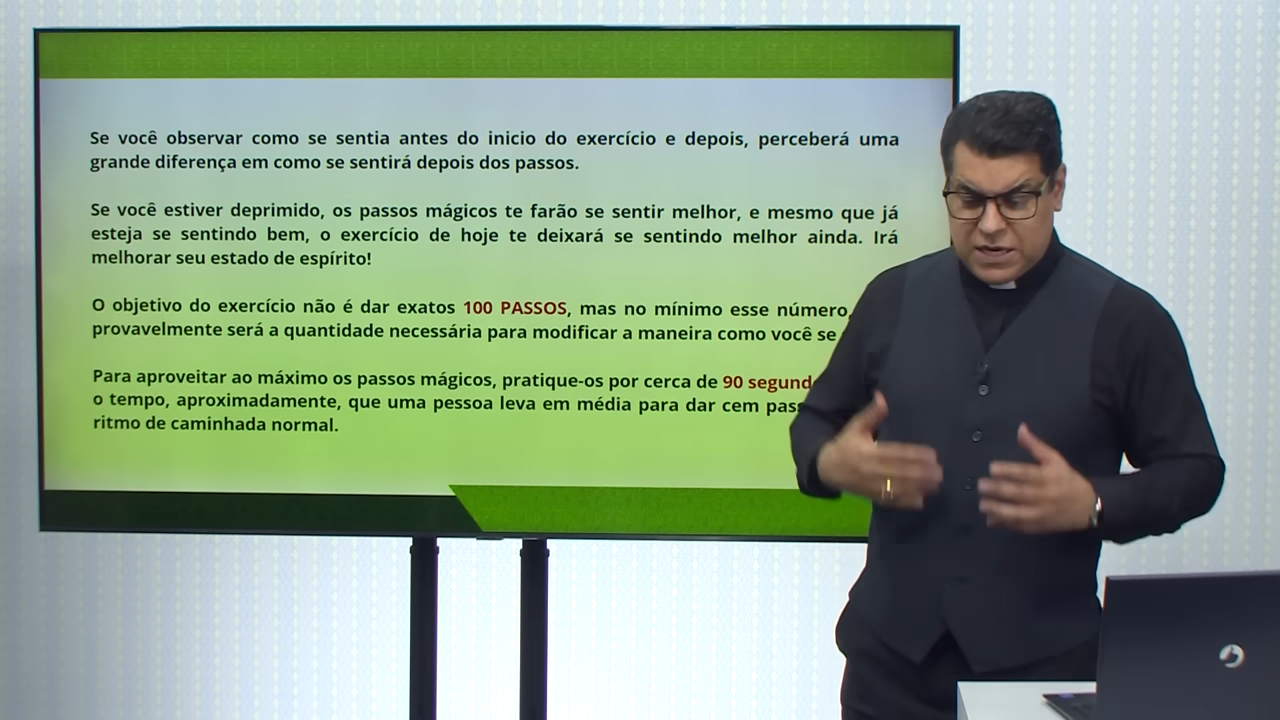 Se você observar como se sentia antes do inicio do exercício e depois, perceberá uma
grande diferença em como se sentirá depois dos passos.
Se você estiver deprimido, os passos mágicos te farão se sentir melhor, e mesmo que já
esteja se sentindo bem, o exercício de hoje te deixará se sentindo melhor ainda. Irá
melhorar seu estado de espírito!
O objetivo do exercício não é dar exatos 100 PASSOS, mas no mínimo esse número,
provavelmente será a quantidade necessária para modificar a maneira como você se
Para aproveitar ao máximo os passos mágicos, pratique-os por cerca de 90
o tempo, aproximadamente, que uma pessoa leva em média para dar cem
ritmo de caminhada normal.